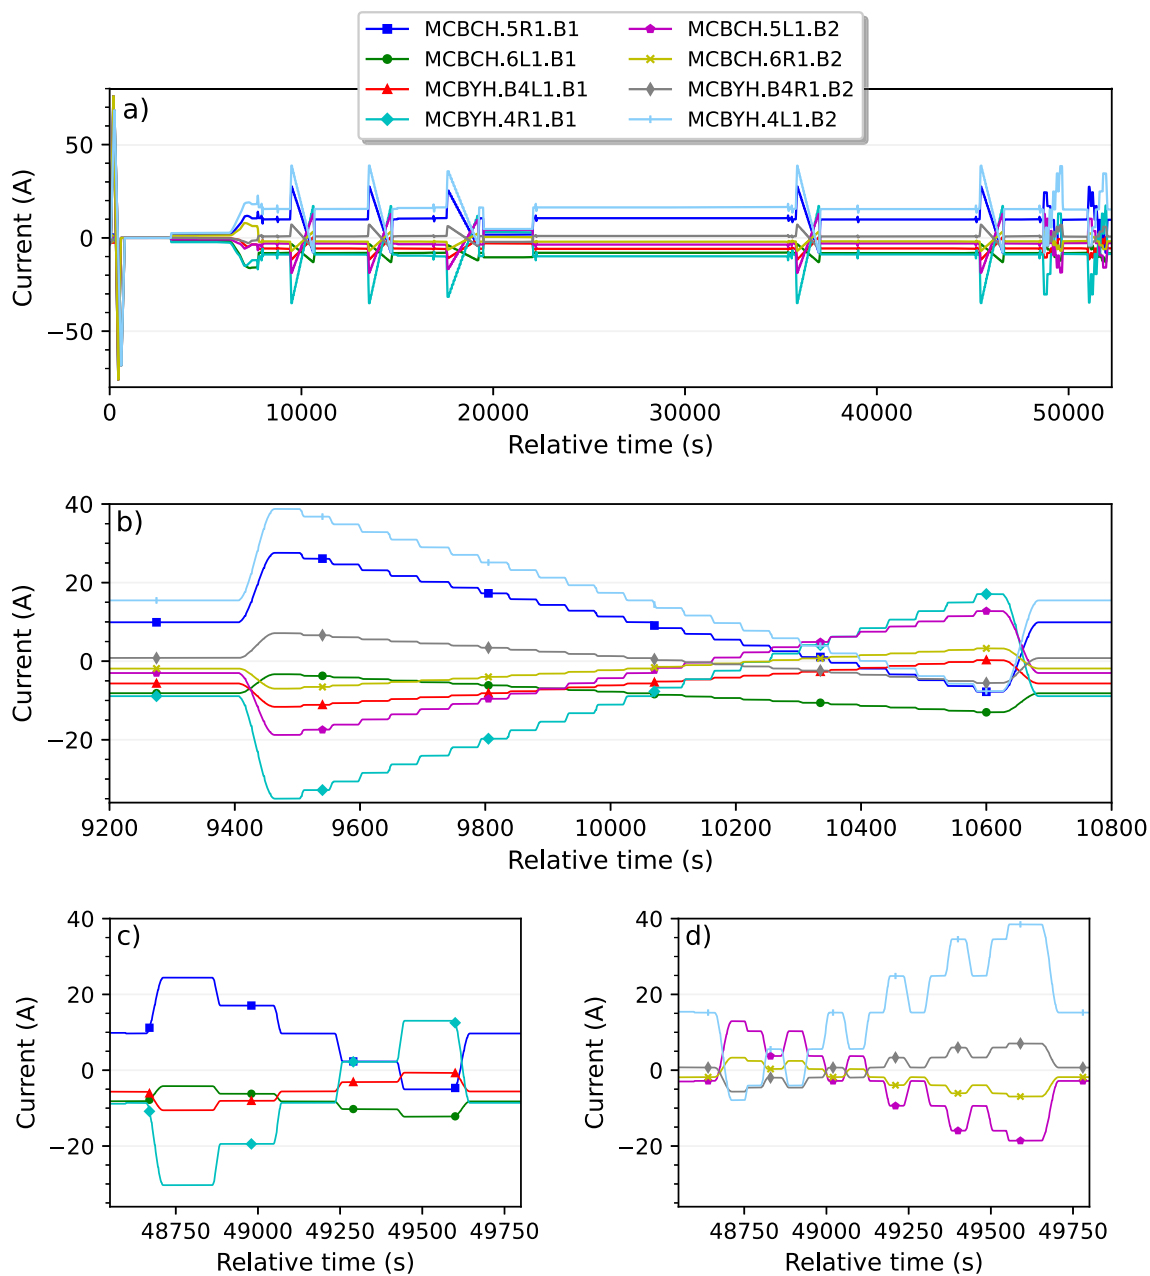 MCBCH.5R1.B1 MCBCH.5L1.B2
MCBCH.6L1.B1 MCBCH.6R1.B2
MCBYH.B4L1.B1 MCBYH.B4R1.B2
MCBYH.4R1.B1 MCBYH.4L1.B2
a)
50
0
−50
Current (A)
0 10000 20000 30000 40000 50000
Relative time (s)
b)
40
20
0
−20
Current (A)
9200 9400 9600 9800 10000 10200 10400 10600 10800
Relative time (s)
c)
40
20
0
−20
Current (A)
48750 49000 49250 49500 49750
Relative time (s)
d)
40
20
0
−20
Current (A)
48750 49000 49250 49500 49750
Relative time (s)